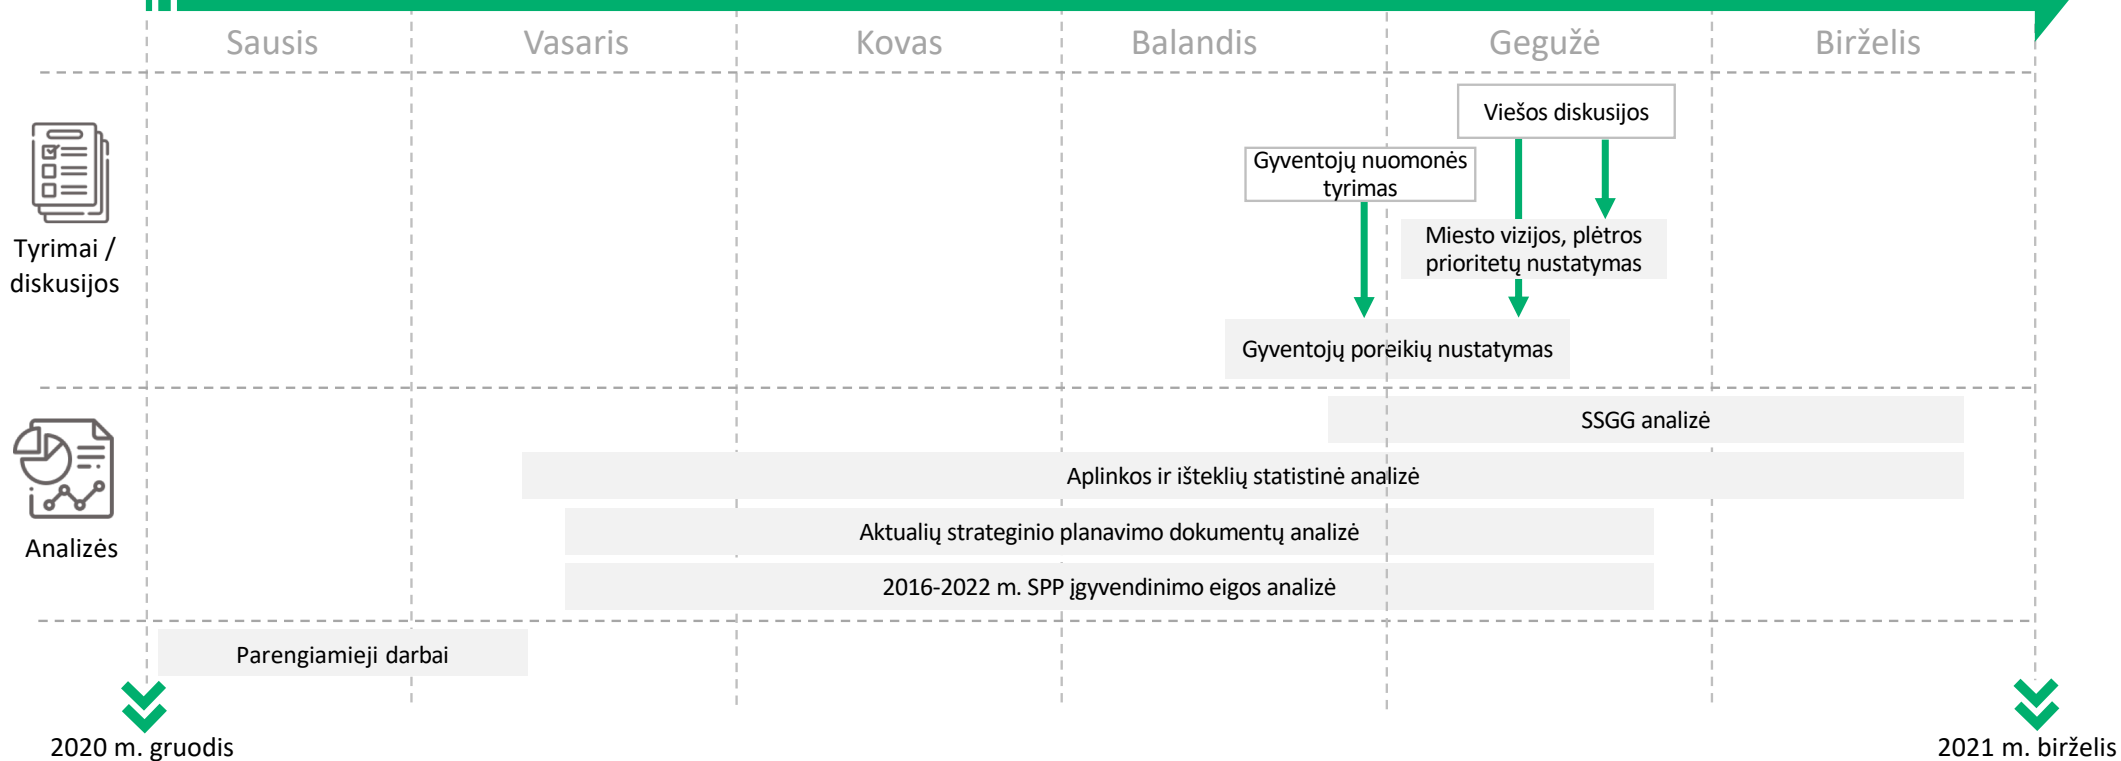 Sausis
Vasaris
Kovas
Balandis
Gegužė
Birželis
Viešos diskusijos
Gyventojų nuomonės
tyrimas
Tyrimai /
diskusijos
Miesto vizijos, plėtros
prioritetų nustatymas
Gyventojų poreikių nustatymas
SSGG analizė
Aplinkos ir išteklių statistinė analizė
Aktualių strateginio planavimo dokumentų analizė
Analizės
2016-2022 m. SPP įgyvendinimo eigos analizė
Parengiamieji darbai
2020 m. gruodis
2021 m. birželis